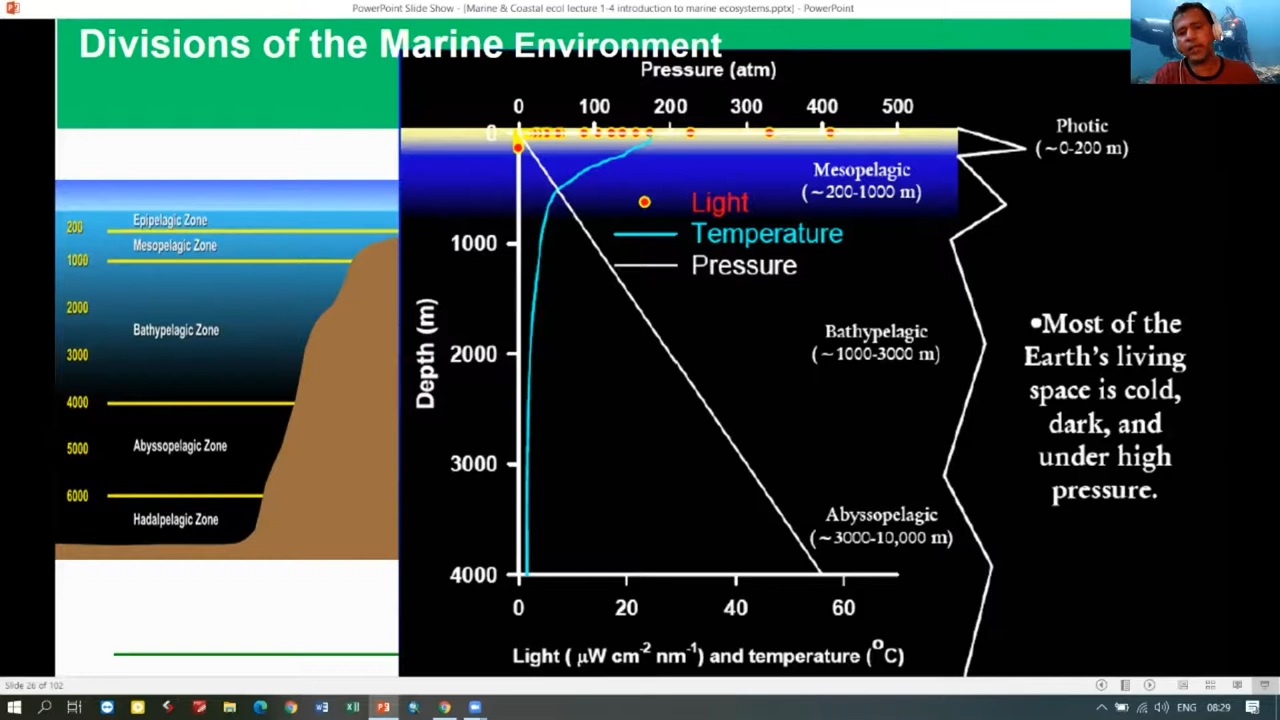 PowerPoint Slide Show - [Marine & Coastal ecol lecture 1-4 introduction to marine ecosystems.pptx] - PowerPoint
Divisions of the Marine Environment
Epipelagic Zone
200
Mesopelagic Zone
1000
2000
Bathypelagic Zone
3000
4000
Abyssopelagic Zone
5000
6000
Hadalpelagic Zone
Pressure (atm)
0 100 200 300 400 500
0
Mesopelagic
(~200-1000 m)
Light
Temperature
Pressure
1000
Bathypelagic
(~1000-3000 m)
2000
Depth (m)
3000
Abyssopelagic
(~3000-10,000 m)
4000
0 20 40 60
Light ( μW cm-2 nm-1) and temperature (oC)
Photic
(~0-200 m)
•Most of the
Earth's living
space is cold,
dark, and
under high
pressure.
Slide 26 of 102
ENG 08:29